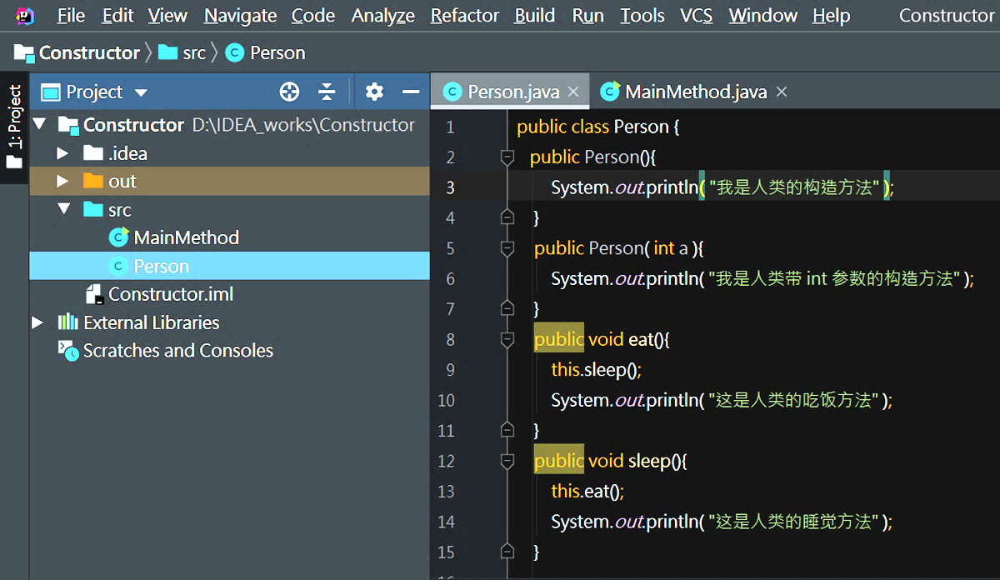 File Edit View Navigate Code Analyze Refactor Build Run Tools VCS Window Help Constructor
Constructor src Person
1: Project
Project
Constructor D:\IDEA_works\Constructor
.idea
out
src
MainMethod
Person
Constructor.iml
External Libraries
Scratches and Consoles
Person.java MainMethod.java
1 public class Person {
2 public Person(){
3 System.out.println( "我是人类的构造方法" );
4 }
5 public Person( int a ){
6 System.out.println( "我是人类带 int 参数的构造方法" );
7 }
8 public void eat(){
9 this.sleep();
10 System.out.println( "这是人类的吃饭方法" );
11 }
12 public void sleep(){
13 this.eat();
14 System.out.println( "这是人类的睡觉方法" );
15 }